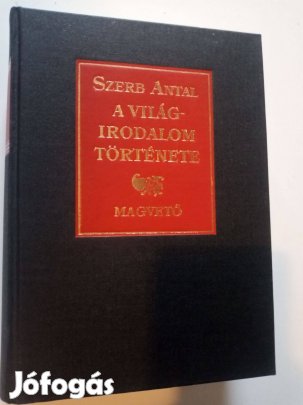 SZERB ANTAL
A VILÁG-
IRODALOM
TÖRTÉNETE
MAGVETŐ
Jófogás